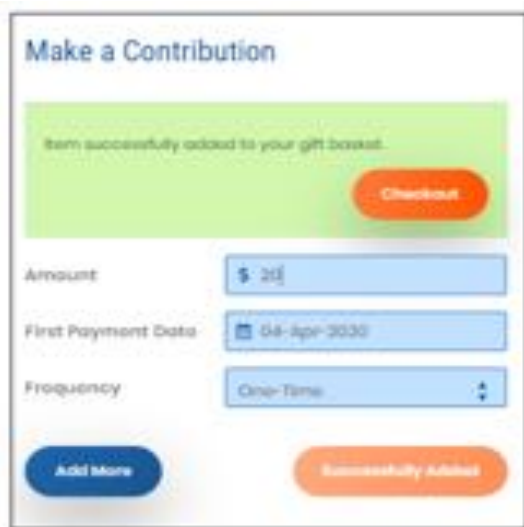 Make a Contribution
Item successfully added to your gift basket.
Checkout
Amount
$ 20
First Payment Date
04-Apr-2020
Frequency
One-Time
Add More
Successfully Added